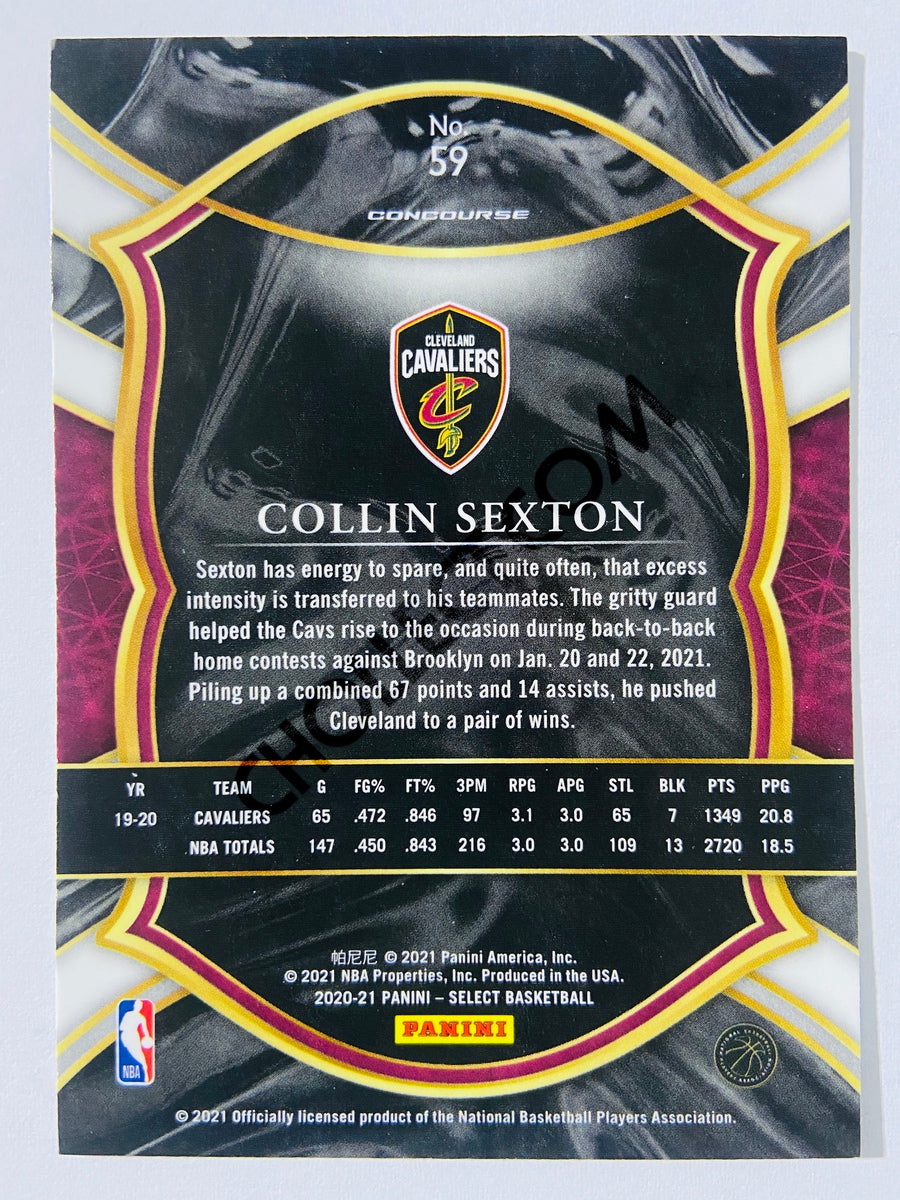 No.
59
CONCOURSE
CLEVELAND
CAVALIERS
COLLIN SEXTON
Sexton has energy to spare, and quite often, that excess
intensity is transferred to his teammates. The gritty guard
helped the Cavs rise to the occasion during back-to-back
home contests against Brooklyn on Jan. 20 and 22, 2021.
Piling up a combined 67 points and 14 assists, he pushed
Cleveland to a pair of wins.
YR TEAM G FG% FT% 3PM RPG APG STL BLK PTS PPG
19-20 CAVALIERS 65 .472 .846 97 3.1 3.0 65 7 1349 20.8
NBA TOTALS 147 .450 .843 216 3.0 3.0 109 13 2720 18.5
帕尼尼 © 2021 Panini America, Inc.
© 2021 NBA Properties, Inc. Produced in the USA.
2020-21 PANINI – SELECT BASKETBALL
PANINI
NBA
© 2021 Officially licensed product of the National Basketball Players Association.